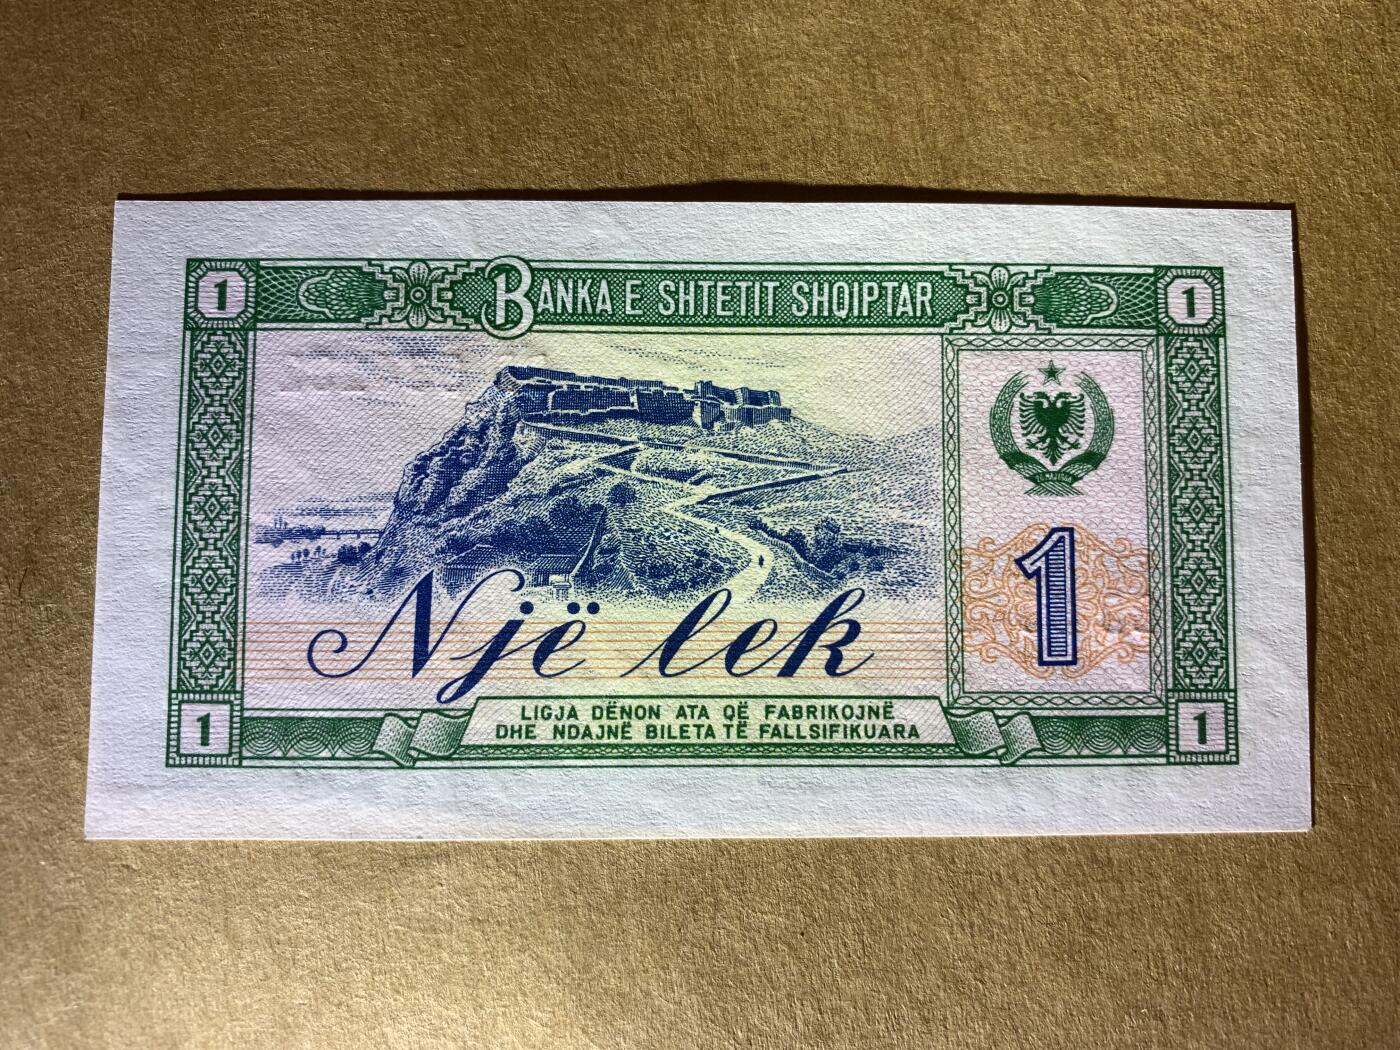 1
BANKA E SHTETIT SHQIPTAR
1
Një lek
1
1
LIGJA DËNON ATA QË FABRIKOJNË
DHE NDAJNË BILETA TË FALLSIFIKUARA
1